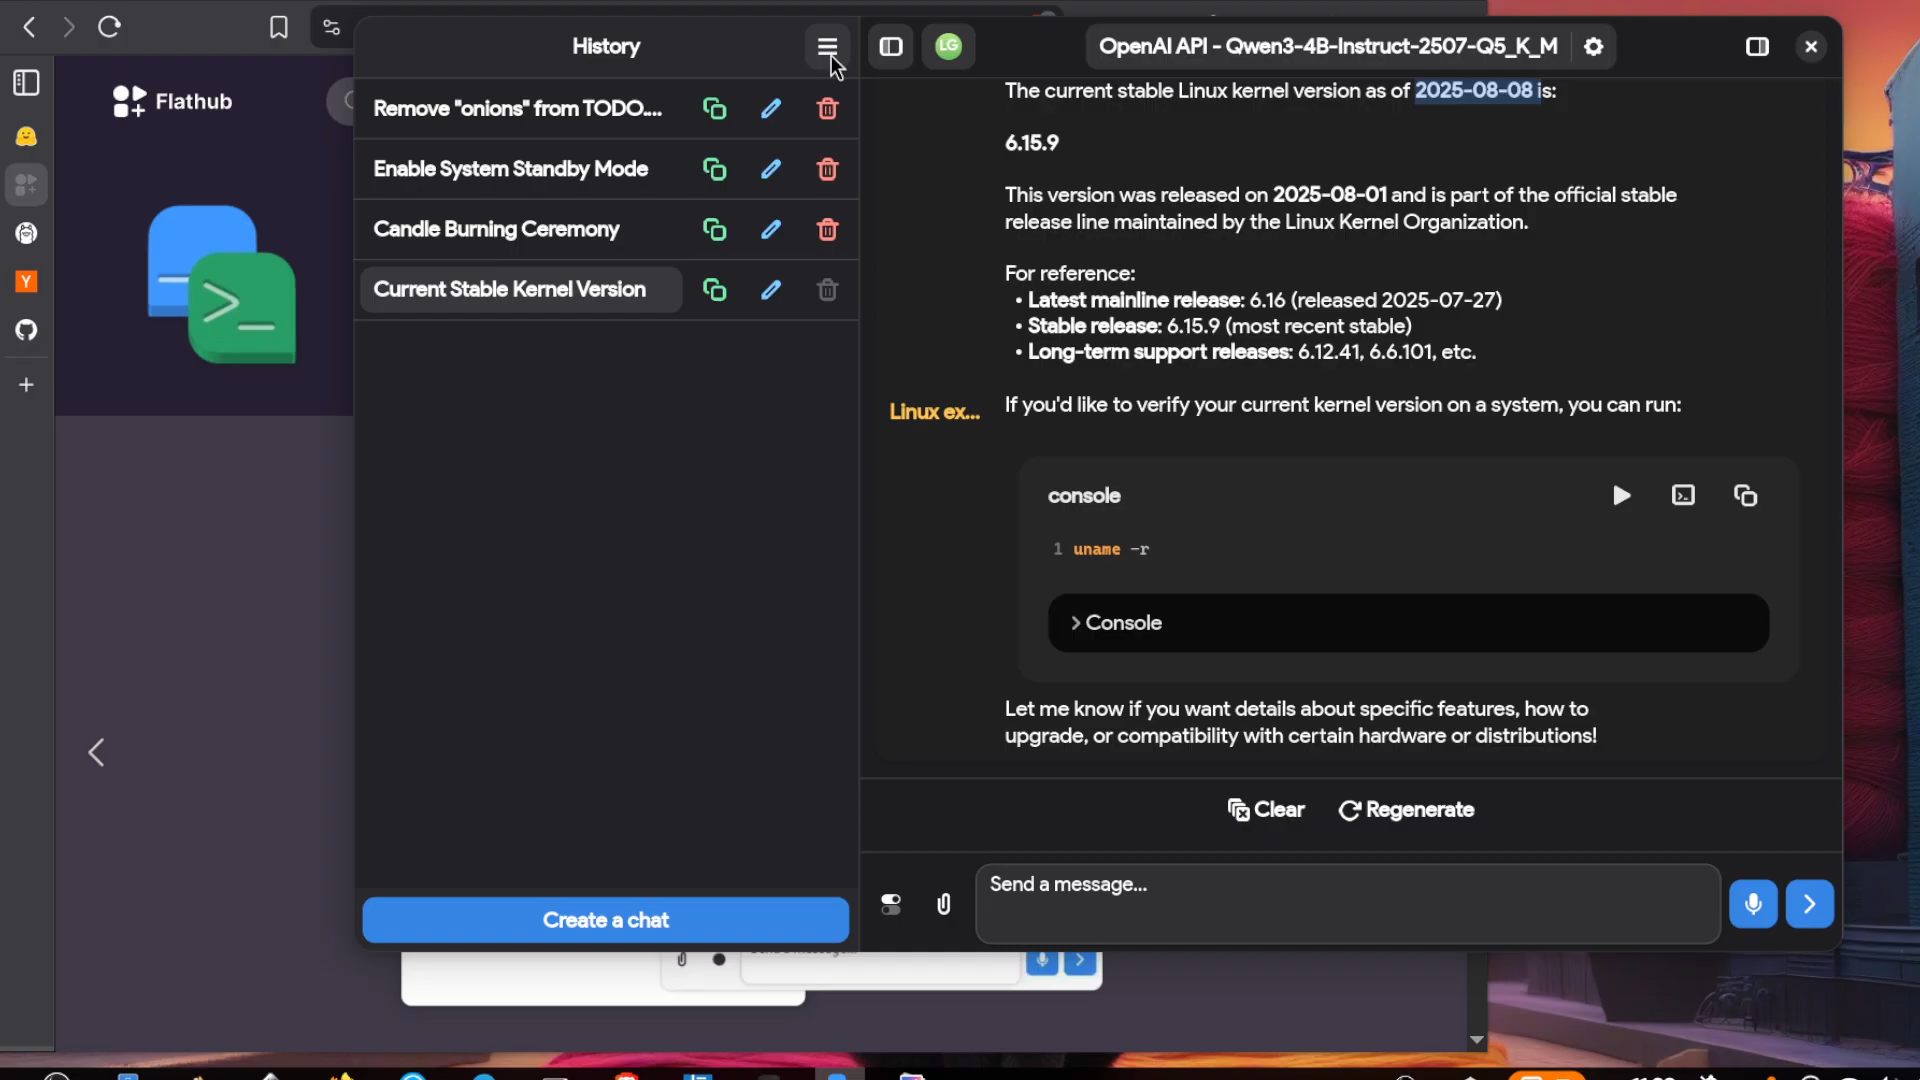 Flathub
Y
>_
History
Remove "onions" from TODO....
Enable System Standby Mode
Candle Burning Ceremony
Current Stable Kernel Version
Create a chat
LG
OpenAI API - Qwen3-4B-Instruct-2507-Q5_K_M
The current stable Linux kernel version as of 2025-08-08 is:
6.15.9
This version was released on 2025-08-01 and is part of the official stable
release line maintained by the Linux Kernel Organization.
For reference:
• Latest mainline release: 6.16 (released 2025-07-27)
• Stable release: 6.15.9 (most recent stable)
• Long-term support releases: 6.12.41, 6.6.101, etc.
Linux ex...
If you'd like to verify your current kernel version on a system, you can run:
console
1 uname -r
Console
Let me know if you want details about specific features, how to
upgrade, or compatibility with certain hardware or distributions!
Clear
Regenerate
Send a message...